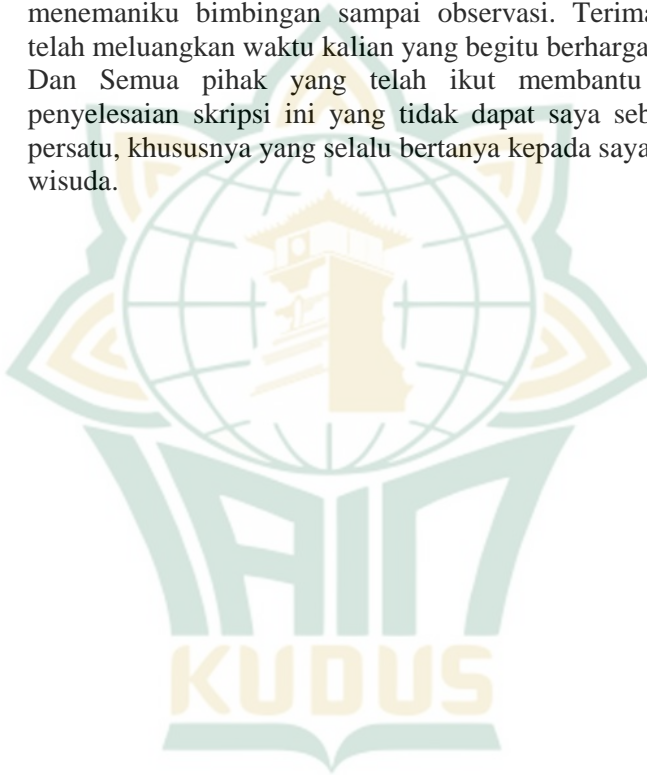 menemaniku bimbingan sampai observasi. Terima
telah meluangkan waktu kalian yang begitu berharga
Dan Semua pihak yang telah ikut membantu
penyelesaian skripsi ini yang tidak dapat saya seb
persatu, khususnya yang selalu bertanya kepada saya
wisuda.
IAIN
KUDUS